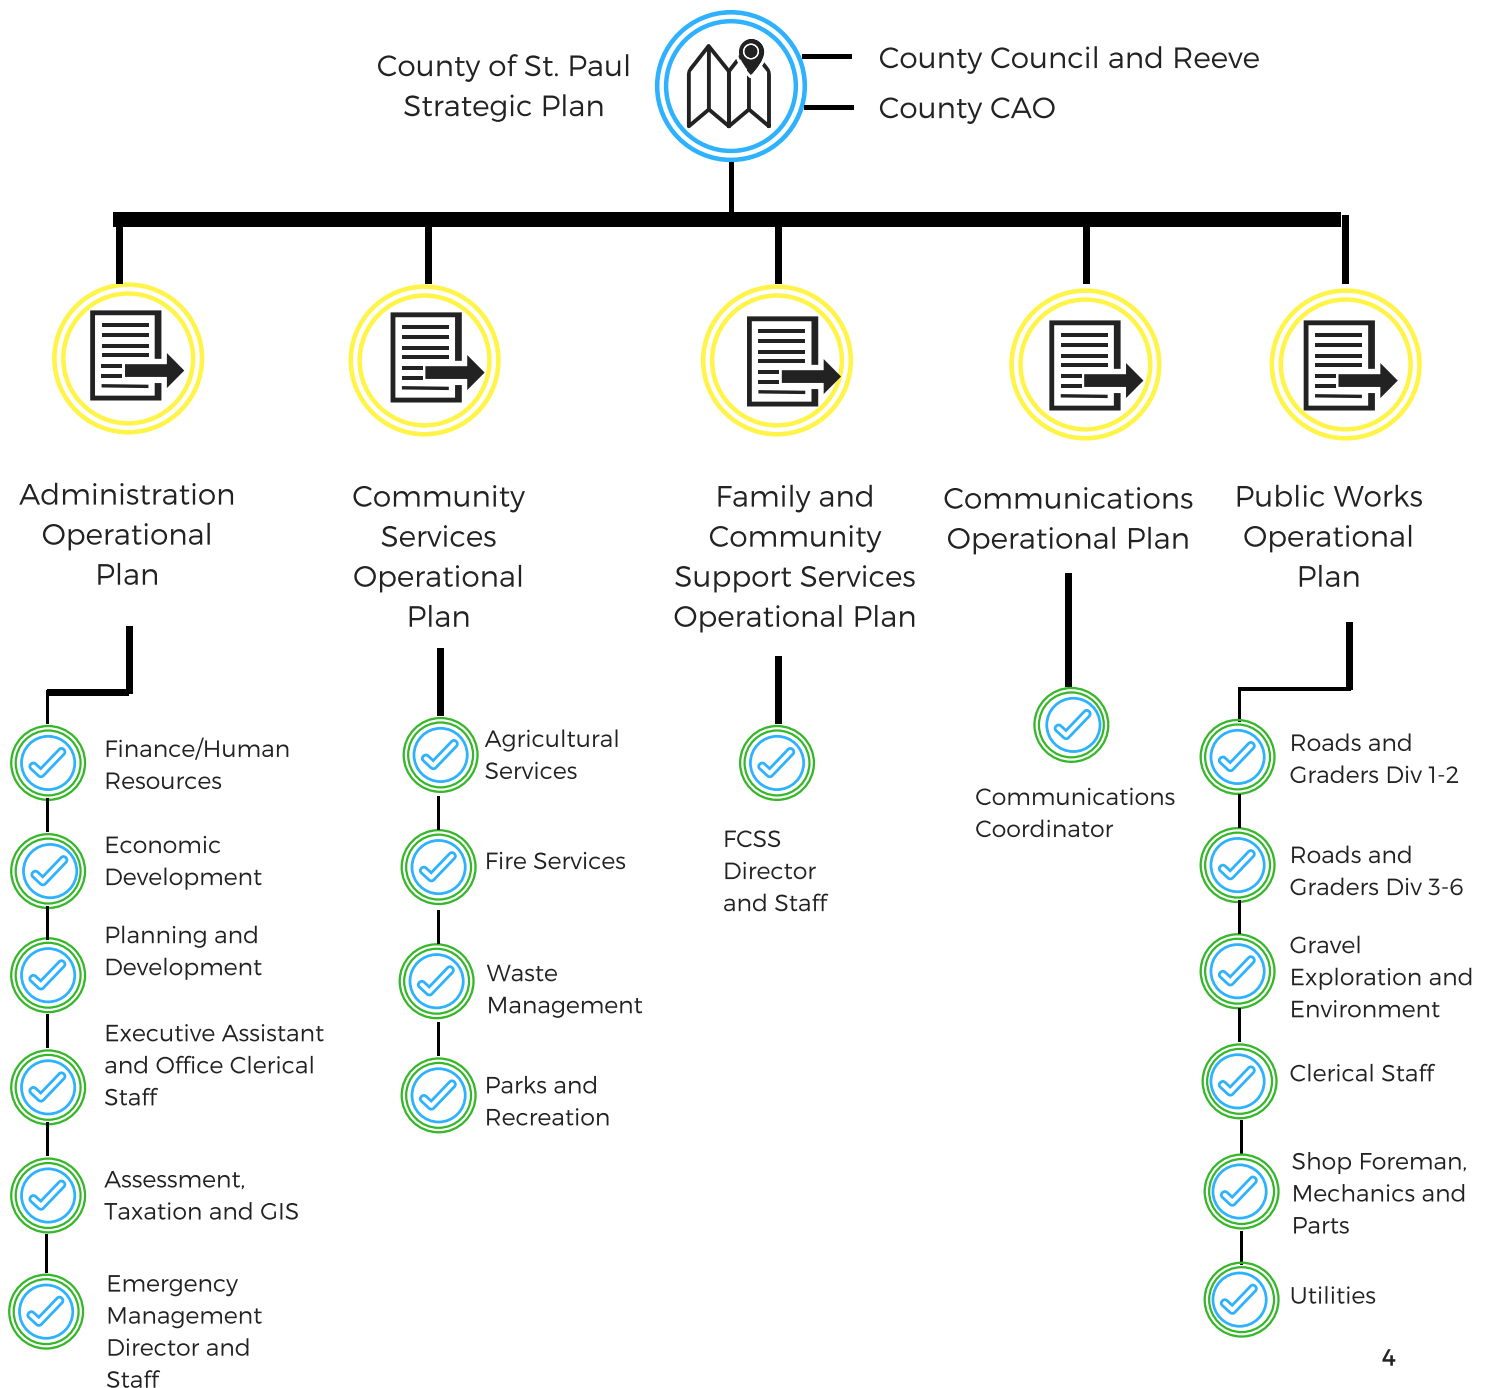 County of St. Paul
Strategic Plan
County Council and Reeve
County CAO
Administration
Operational
Plan
Community
Services
Operational
Plan
Family and
Community
Support Services
Operational Plan
Communications
Operational Plan
Public Works
Operational
Plan
Finance/Human
Resources
Economic
Development
Planning and
Development
Executive Assistant
and Office Clerical
Staff
Assessment,
Taxation and GIS
Emergency
Management
Director and
Staff
Agricultural
Services
Fire Services
Waste
Management
Parks and
Recreation
FCSS
Director
and Staff
Communications
Coordinator
Roads and
Graders Div 1-2
Roads and
Graders Div 3-6
Gravel
Exploration and
Environment
Clerical Staff
Shop Foreman,
Mechanics and
Parts
Utilities
4